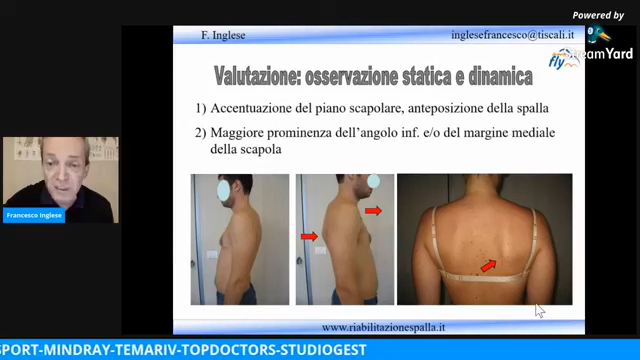 Powered by
StreamYard
F. Inglese
inglesefrancesco@tiscali.it
fly
Valutazione: osservazione statica e dinamica
1) Accentuazione del piano scapolare, anteposizione della spalla
2) Maggiore prominenza dell'angolo inf. e/o del margine mediale
della scapola
Francesco Inglese
www.riabilitazionespalla.it
SPORT-MINDRAY-TEMARIV-TOPDOCTORS-STUDIOGEST